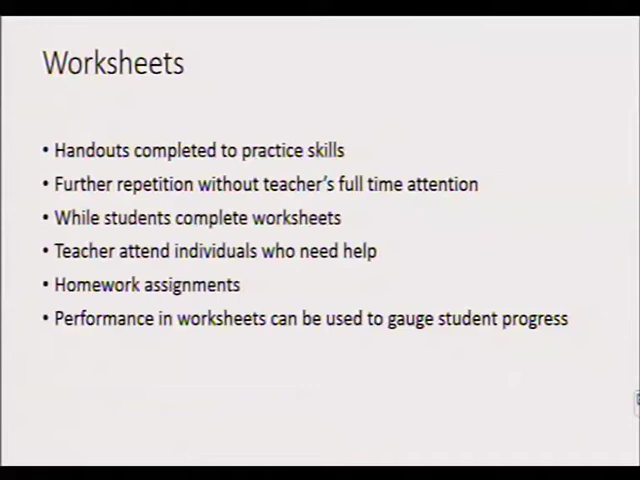 Worksheets
• Handouts completed to practice skills
• Further repetition without teacher's full time attention
• While students complete worksheets
• Teacher attend individuals who need help
• Homework assignments
• Performance in worksheets can be used to gauge student progress